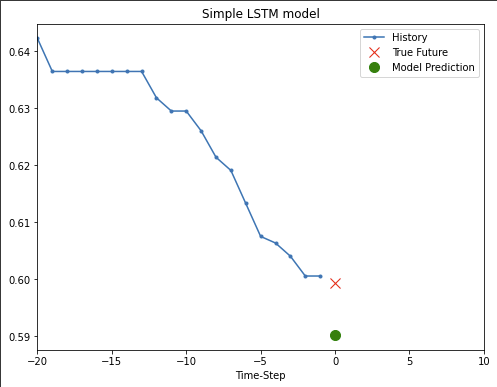 Simple LSTM model
History
True Future
Model Prediction
0.64
0.63
0.62
0.61
0.60
0.59
−20
−15
−10
−5
0
5
10
Time-Step